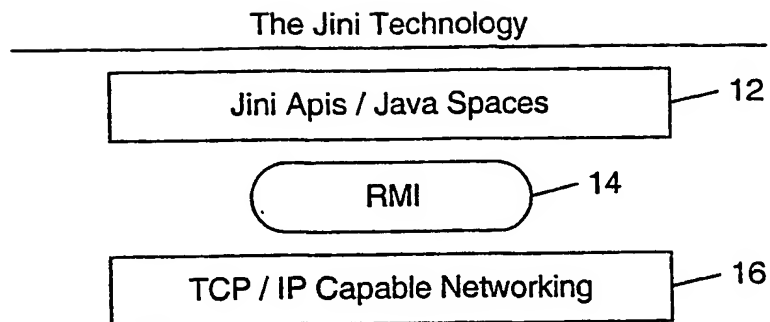 The Jini Technology
Jini Apis / Java Spaces
12
RMI
14
TCP / IP Capable Networking
16